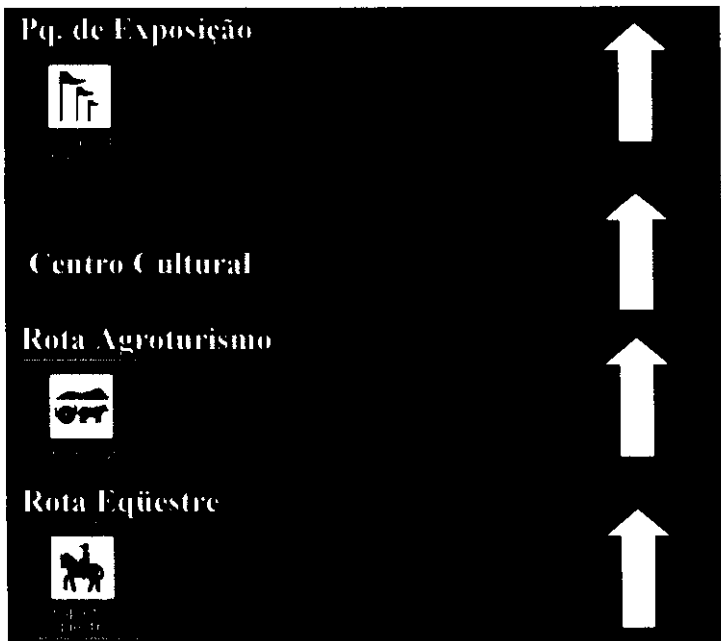 Pq. de Exposição
Centro Cultural
Rota Agroturismo
Rota Eqüestre